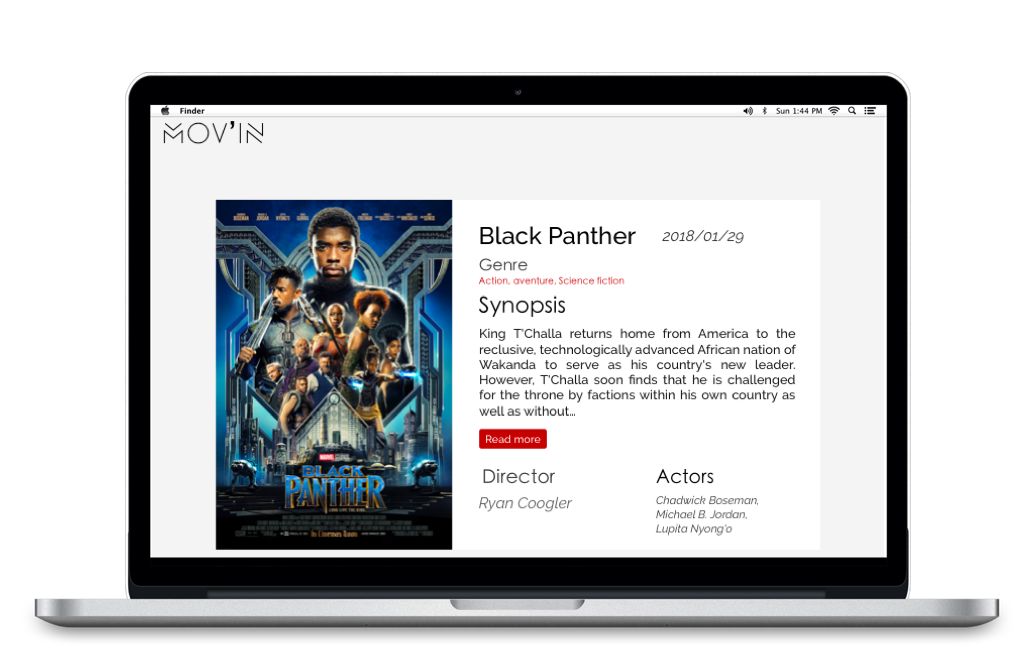 Finder
Sun 1:44 PM
MOV'IN
Black Panther
2018/01/29
Genre
Action, aventure, Science fiction
Synopsis
King T'Challa returns home from America to the
reclusive, technologically advanced African nation of
Wakanda to serve as his country's new leader.
However, T'Challa soon finds that he is challenged
for the throne by factions within his own country as
well as without...
Read more
Director
Actors
Ryan Coogler
Chadwick Boseman,
Michael B. Jordan,
Lupita Nyong'o
MARVEL
BLACK
PANTHER